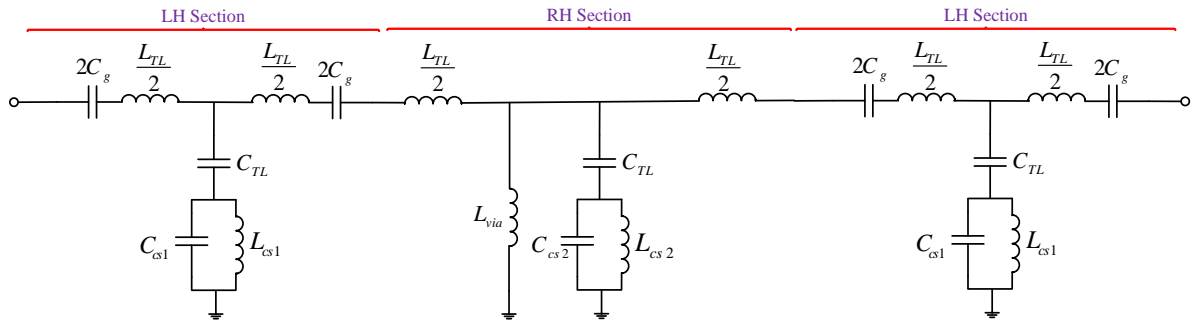 LH Section
RH Section
LH Section
2C_g
L_TL/2
L_TL/2
2C_g
L_TL/2
L_TL/2
2C_g
L_TL/2
L_TL/2
2C_g
C_TL
C_TL
C_TL
C_cs1
L_cs1
L_via
C_cs2
L_cs2
C_cs1
L_cs1